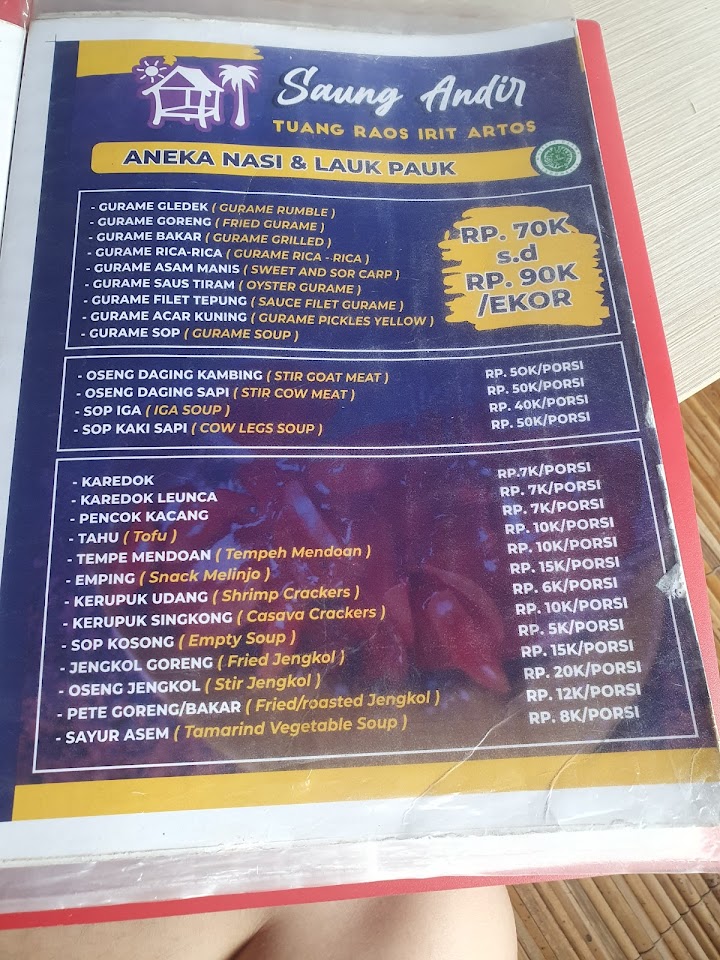 Saung Andir
TUANG RAOS IRIT ARTOS
ANEKA NASI & LAUK PAUK
- GURAME GLEDEK ( GURAME RUMBLE )
- GURAME GORENG ( FRIED GURAME )
- GURAME BAKAR ( GURAME GRILLED )
- GURAME RICA-RICA ( GURAME RICA - RICA )
- GURAME ASAM MANIS ( SWEET AND SOR CARP )
- GURAME SAUS TIRAM ( OYSTER GURAME )
- GURAME FILET TEPUNG ( SAUCE FILET GURAME )
- GURAME ACAR KUNING ( GURAME PICKLES YELLOW )
- GURAME SOP ( GURAME SOUP )
RP. 70K
s.d
RP. 90K
/EKOR
- OSENG DAGING KAMBING ( STIR GOAT MEAT ) RP. 50K/PORSI
- OSENG DAGING SAPI ( STIR COW MEAT ) RP. 50K/PORSI
- SOP IGA ( IGA SOUP ) RP. 40K/PORSI
- SOP KAKI SAPI ( COW LEGS SOUP ) RP. 50K/PORSI
- KAREDOK RP.7K/PORSI
- KAREDOK LEUNCA RP. 7K/PORSI
- PENCOK KACANG RP. 7K/PORSI
- TAHU ( Tofu ) RP. 10K/PORSI
- TEMPE MENDOAN ( Tempeh Mendoan ) RP. 10K/PORSI
- EMPING ( Snack Melinjo ) RP. 15K/PORSI
- KERUPUK UDANG ( Shrimp Crackers ) RP. 6K/PORSI
- KERUPUK SINGKONG ( Casava Crackers ) RP. 10K/PORSI
- SOP KOSONG ( Empty Soup ) RP. 5K/PORSI
- JENGKOL GORENG ( Fried Jengkol ) RP. 15K/PORSI
- OSENG JENGKOL ( Stir Jengkol ) RP. 20K/PORSI
- PETE GORENG/BAKAR ( Fried/roasted Jengkol ) RP. 12K/PORSI
- SAYUR ASEM ( Tamarind Vegetable Soup ) RP. 8K/PORSI